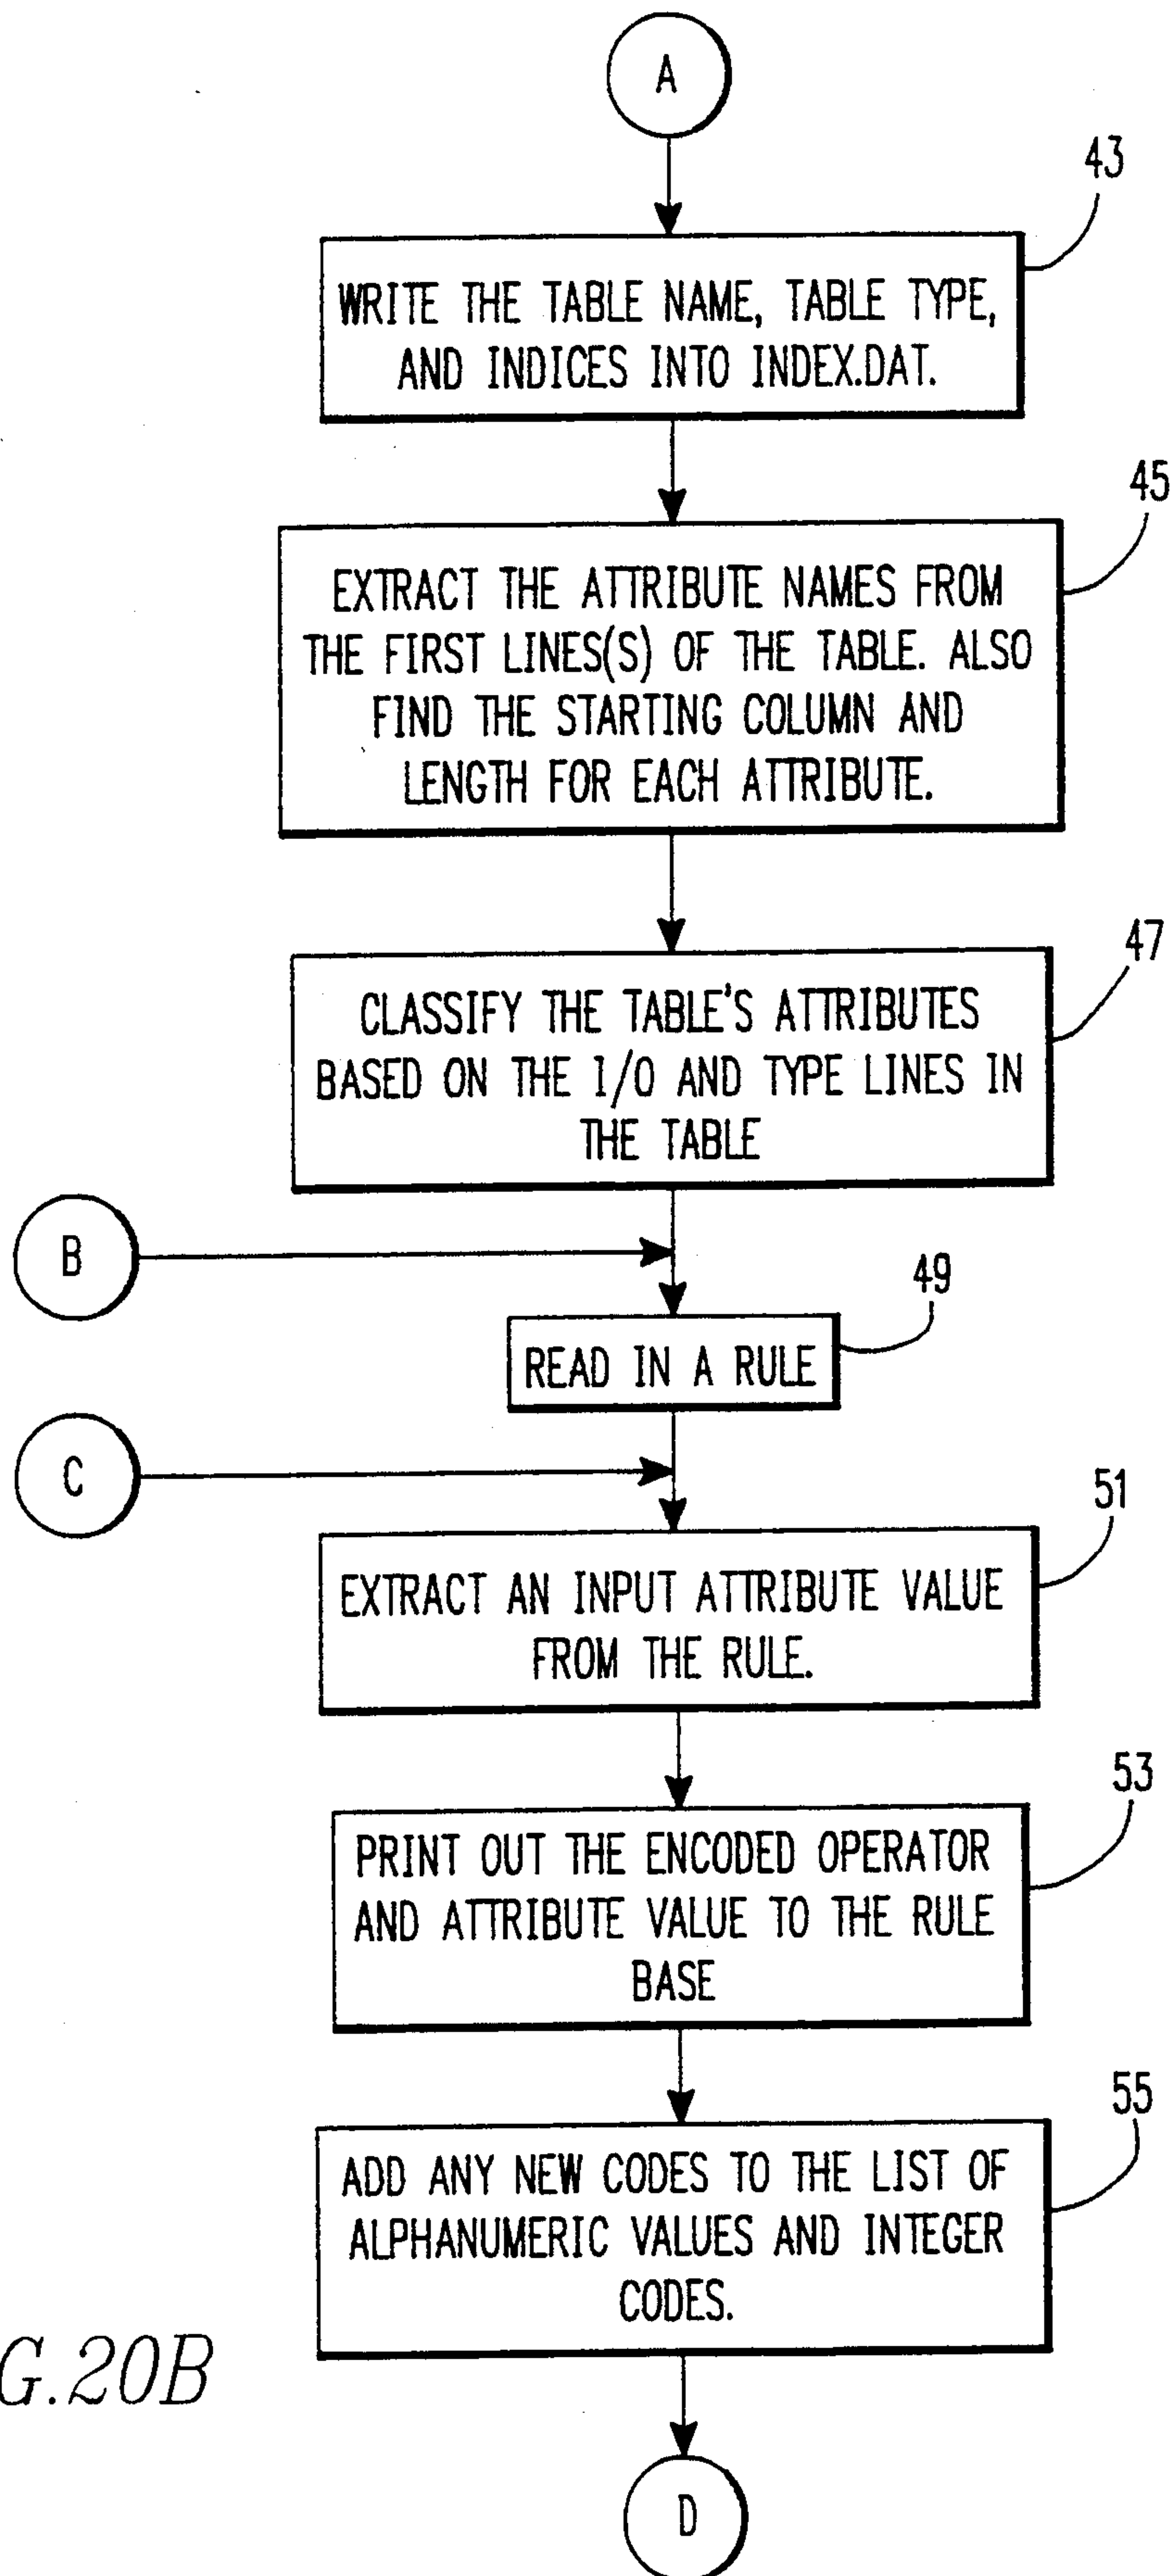 A
43
WRITE THE TABLE NAME, TABLE TYPE,
AND INDICES INTO INDEX.DAT.
45
EXTRACT THE ATTRIBUTE NAMES FROM
THE FIRST LINES(S) OF THE TABLE. ALSO
FIND THE STARTING COLUMN AND
LENGTH FOR EACH ATTRIBUTE.
47
CLASSIFY THE TABLE'S ATTRIBUTES
BASED ON THE I/O AND TYPE LINES IN
THE TABLE
B
49
READ IN A RULE
C
51
EXTRACT AN INPUT ATTRIBUTE VALUE
FROM THE RULE.
53
PRINT OUT THE ENCODED OPERATOR
AND ATTRIBUTE VALUE TO THE RULE
BASE
55
ADD ANY NEW CODES TO THE LIST OF
ALPHANUMERIC VALUES AND INTEGER
CODES.
G.20B
D